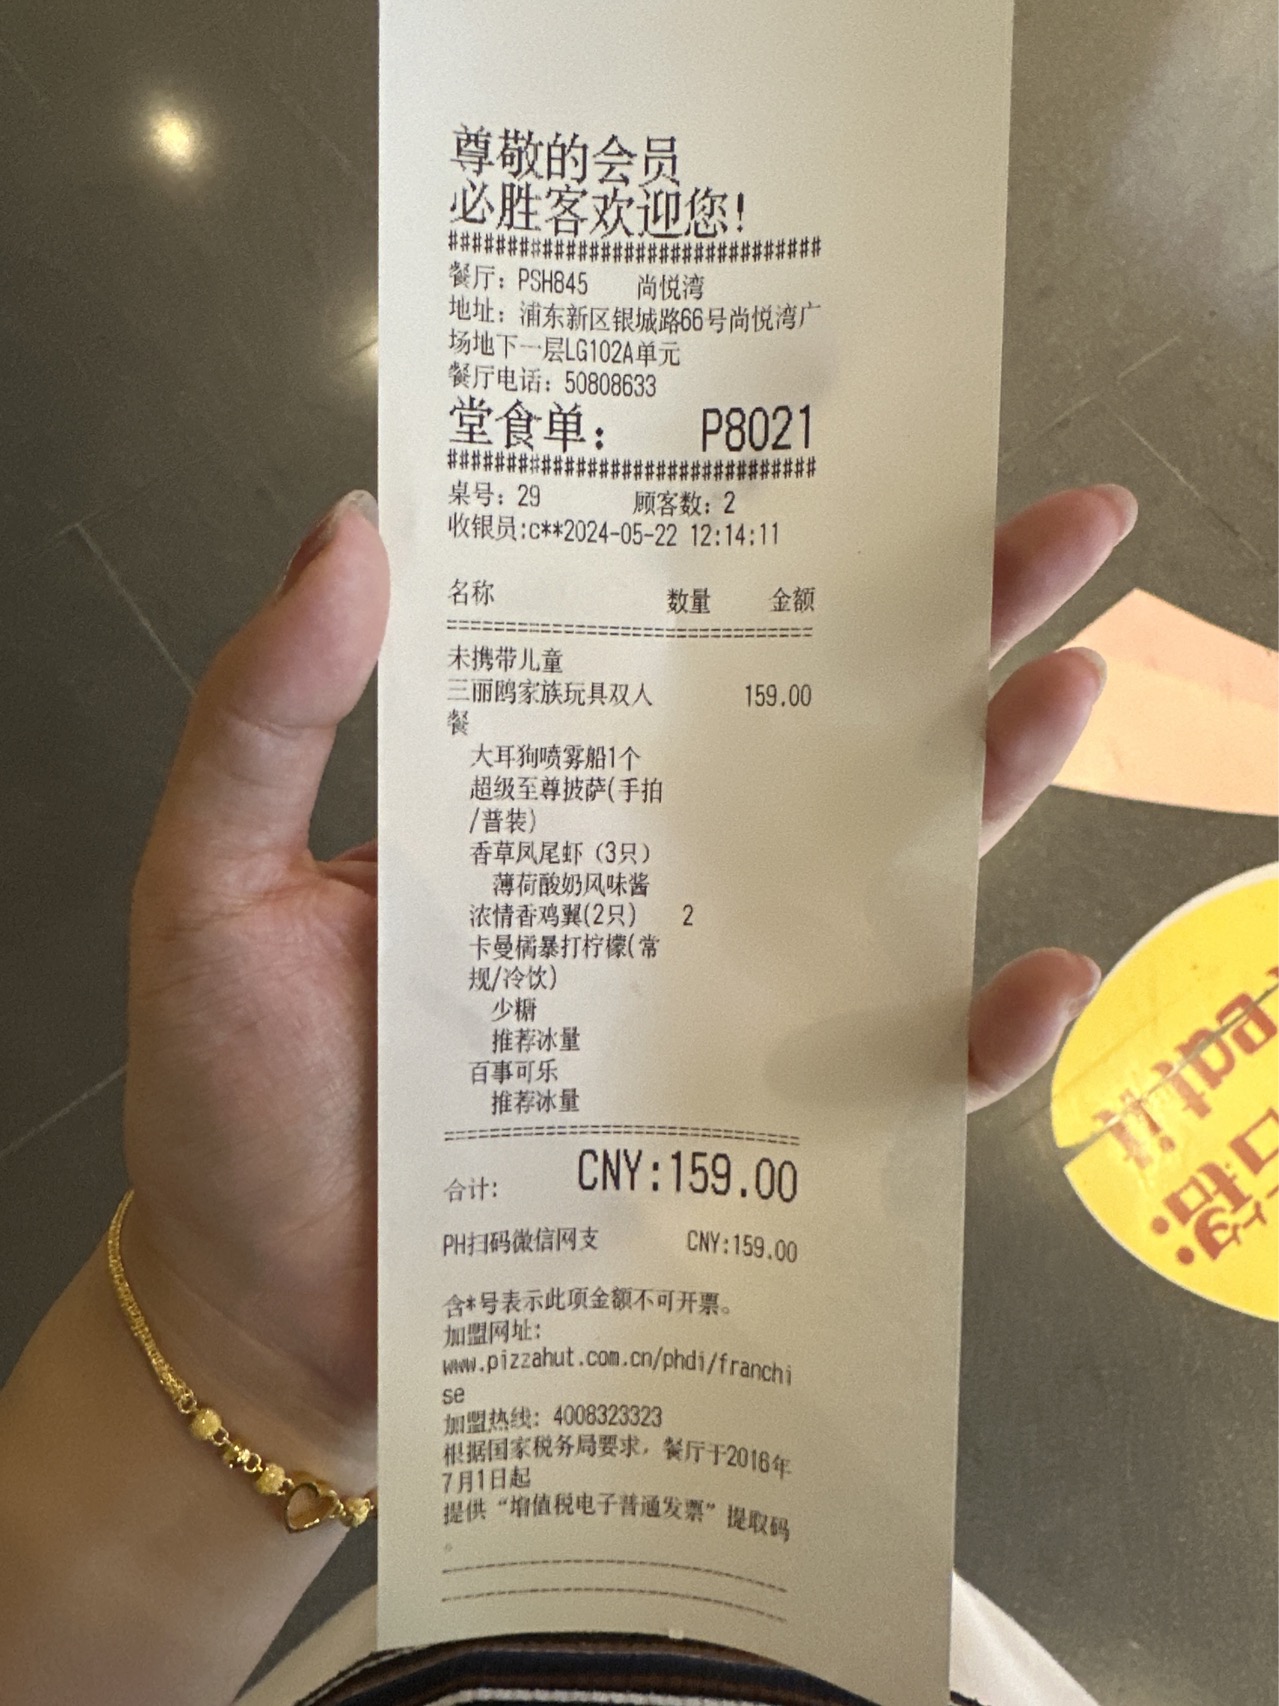 尊敬的会员
必胜客欢迎您!
################################
餐厅: PSH845 尚悦湾
地址: 浦东新区银城路66号尚悦湾广
场地下一层LG102A单元
餐厅电话: 50808633
堂食单: P8021
################################
桌号: 29 顾客数: 2
收银员:c**2024-05-22 12:14:11
名称 数量 金额
================================
未携带儿童
三丽鸥家族玩具双人 159.00
餐
大耳狗喷雾船1个
超级至尊披萨(手拍
/普装)
香草凤尾虾（3只）
薄荷酸奶风味酱
浓情香鸡翼(2只) 2
卡曼橘暴打柠檬(常
规/冷饮)
少糖
推荐冰量
百事可乐
推荐冰量
================================
合计: CNY:159.00
PH扫码微信网支 CNY:159.00
含*号表示此项金额不可开票。
加盟网址:
www.pizzahut.com.cn/phdi/franchi
se
加盟热线: 4008323323
根据国家税务局要求，餐厅于2016年
7月1日起
提供“增值税电子普通发票”提取码
。
--------------------------------
--------------------------------
eat!!